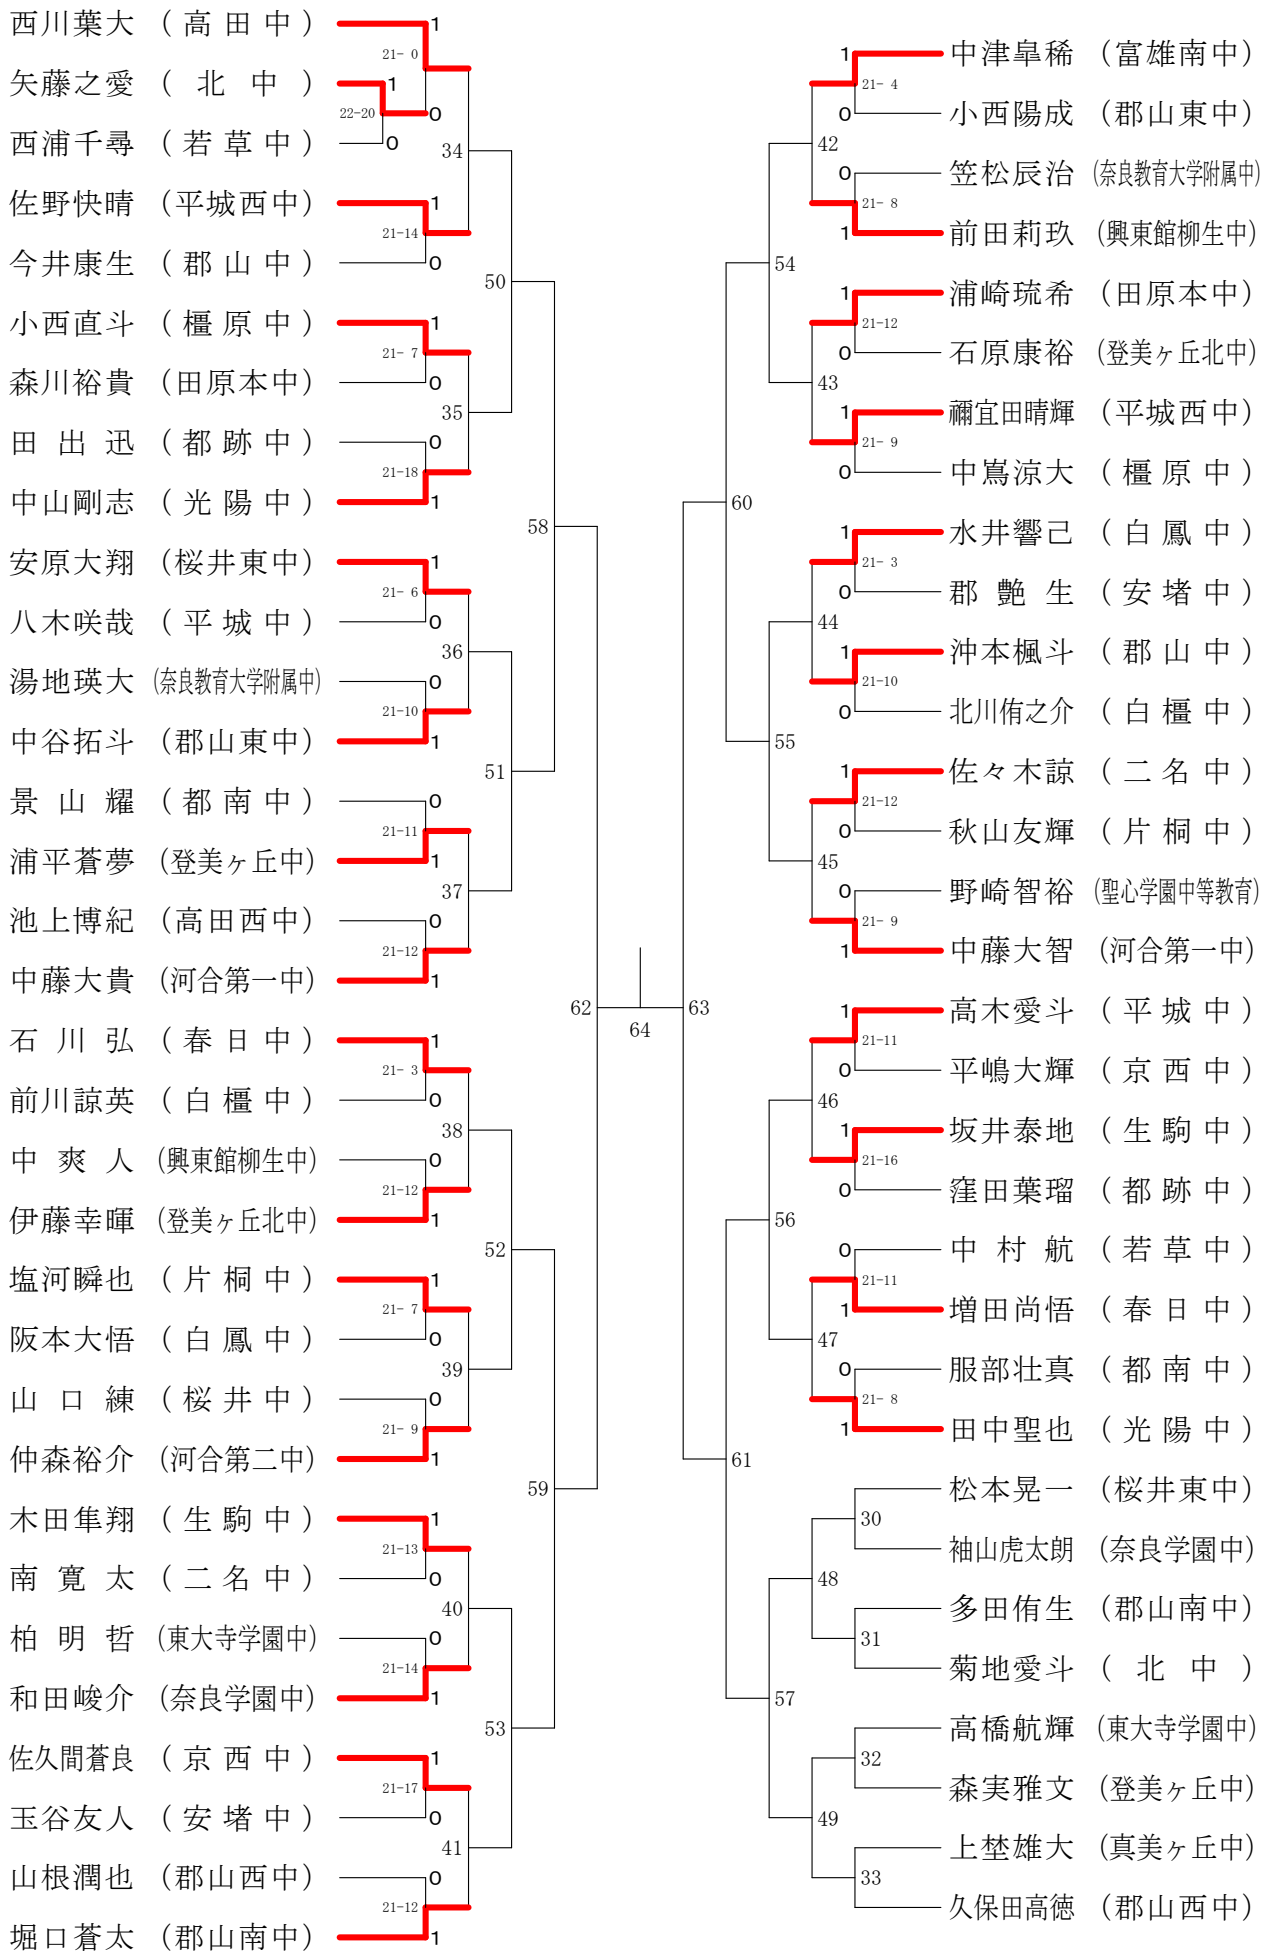 西川葉大 （ 高 田 中 ）
1
21- 0
矢藤之愛 （ 北 中 ）
1
22-20
0
西浦千尋 （ 若 草 中 ）
0
34
佐野快晴 （平城西中）
1
21-14
今井康生 （ 郡 山 中 ）
0
50
小西直斗 （ 橿 原 中 ）
1
21- 7
森川裕貴 （田原本中）
0
35
田 出 迅 （ 都 跡 中 ）
0
21-18
中山剛志 （ 光 陽 中 ）
1
58
安原大翔 （桜井東中）
1
21- 6
八木咲哉 （ 平 城 中 ）
0
36
湯地瑛大 （奈良教育大学附属中）
0
21-10
中谷拓斗 （郡山東中）
1
51
景 山 耀 （ 都 南 中 ）
0
21-11
浦平蒼夢 （登美ヶ丘中）
1
37
池上博紀 （高田西中）
0
21-12
中藤大貴 （河合第一中）
1
62
石 川 弘 （ 春 日 中 ）
1
21- 3
前川諒英 （ 白 橿 中 ）
0
38
中 爽 人 （興東館柳生中）
0
21-12
伊藤幸暉 （登美ヶ丘北中）
1
52
塩河瞬也 （ 片 桐 中 ）
1
21- 7
阪本大悟 （ 白 鳳 中 ）
0
39
山 口 練 （ 桜 井 中 ）
0
21- 9
仲森裕介 （河合第二中）
1
59
木田隼翔 （ 生 駒 中 ）
1
21-13
南 寛 太 （ 二 名 中 ）
0
40
柏 明 哲 （東大寺学園中）
0
21-14
和田峻介 （奈良学園中）
1
53
佐久間蒼良 （ 京 西 中 ）
1
21-17
玉谷友人 （ 安 堵 中 ）
0
41
山根潤也 （郡山西中）
0
21-12
堀口蒼太 （郡山南中）
1
64
1
中津皐稀 （富雄南中）
21- 4
0
小西陽成 （郡山東中）
42
0
笠松辰治 （奈良教育大学附属中）
21- 8
1
前田莉玖 （興東館柳生中）
54
1
浦崎琉希 （田原本中）
21-12
0
石原康裕 （登美ヶ丘北中）
43
1
禰宜田晴輝 （平城西中）
21- 9
0
中嶌涼大 （ 橿 原 中 ）
60
1
水井響己 （ 白 鳳 中 ）
21- 3
0
郡 艶 生 （ 安 堵 中 ）
44
1
沖本楓斗 （ 郡 山 中 ）
21-10
0
北川侑之介 （ 白 橿 中 ）
55
1
佐々木諒 （ 二 名 中 ）
21-12
0
秋山友輝 （ 片 桐 中 ）
45
0
野崎智裕 （聖心学園中等教育）
21- 9
1
中藤大智 （河合第一中）
63
1
高木愛斗 （ 平 城 中 ）
21-11
0
平嶋大輝 （ 京 西 中 ）
46
1
坂井泰地 （ 生 駒 中 ）
21-16
0
窪田葉瑠 （ 都 跡 中 ）
56
0
中 村 航 （ 若 草 中 ）
21-11
1
増田尚悟 （ 春 日 中 ）
47
0
服部壮真 （ 都 南 中 ）
21- 8
1
田中聖也 （ 光 陽 中 ）
61
松本晃一 （桜井東中）
30
袖山虎太朗 （奈良学園中）
48
多田侑生 （郡山南中）
31
菊地愛斗 （ 北 中 ）
57
高橋航輝 （東大寺学園中）
32
森実雅文 （登美ヶ丘中）
49
上埜雄大 （真美ヶ丘中）
33
久保田高徳 （郡山西中）